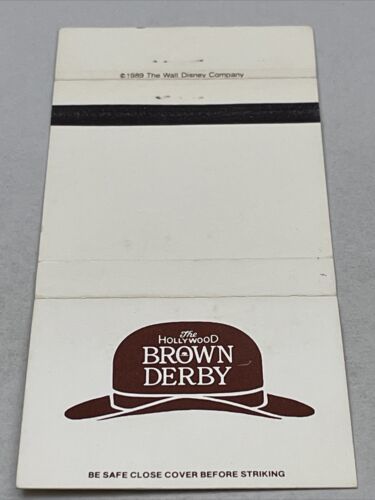 ©1989 The Walt Disney Company
The
HOLLYWOOD
BROWN
DERBY
BE SAFE CLOSE COVER BEFORE STRIKING